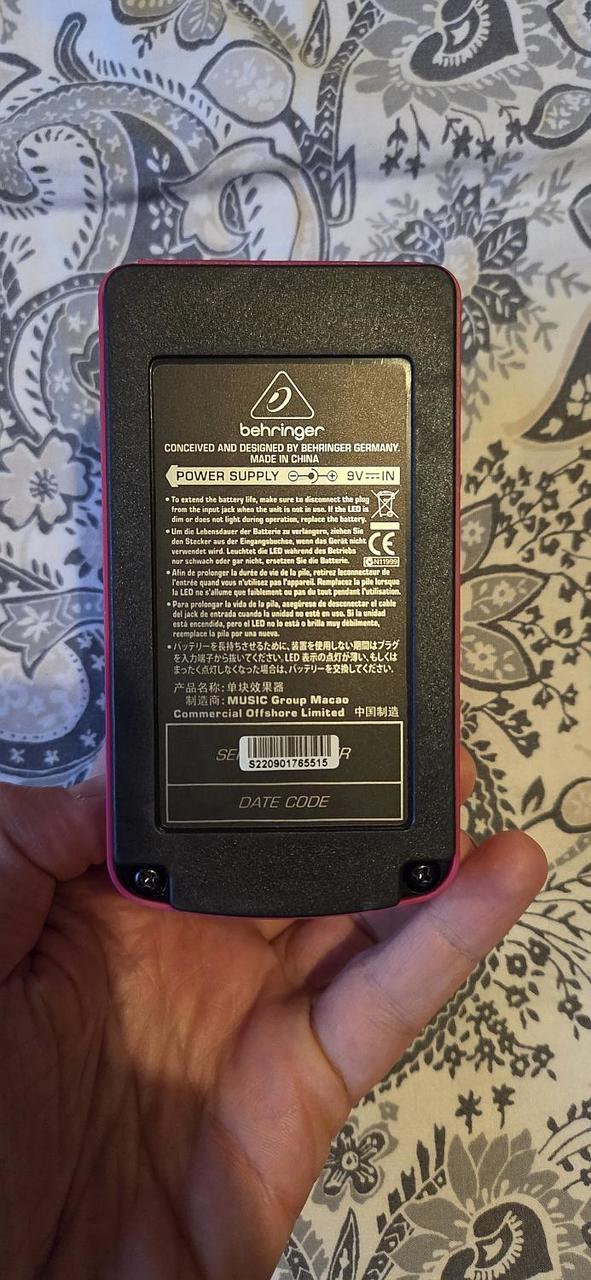 behringer
CONCEIVED AND DESIGNED BY BEHRINGER GERMANY.
MADE IN CHINA
POWER SUPPLY 9V IN
• To extend the battery life, make sure to disconnect the plug
from the input jack when the unit is not in use. If the LED is
dim or does not light during operation, replace the battery.
• Um die Lebensdauer der Batterie zu verlängern, ziehen Sie
den Stecker aus der Eingangsbuchse, wenn das Gerät nicht
verwendet wird. Leuchtet die LED während des Betriebs
nur schwach oder gar nicht, ersetzen Sie die Batterie.
CE
N11999
• Afin de prolonger la durée de vie de la pile, retirez leconnecteur de
l'entrée quand vous n'utilisez pas l'appareil. Remplacez la pile lorsque
la LED ne s'allume que faiblement ou pas du tout pendant l'utilisation.
• Para prolongar la vida de la pila, asegúrese de desconectar el cable
del jack de entrada cuando la unidad no esté en uso. Si la unidad
está encendida, pero el LED no lo está o brilla muy débilmente,
reemplace la pila por una nueva.
• バッテリーを長持ちさせるために、装置を使用しない期間はプラグ
を入力端子から抜いてください。LED 表示の点灯が薄い、もしくは
まったく点灯しなくなった場合は、バッテリーを交換してください。
产品名称: 单块效果器
制造商: MUSIC Group Macao
Commercial Offshore Limited 中国制造
SE R
S220901765515
DATE CODE